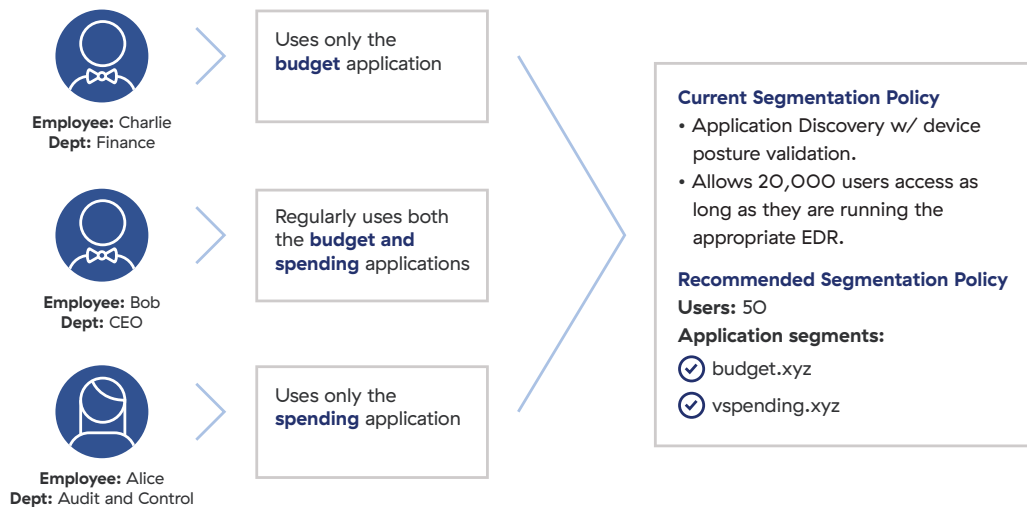 Employee: Charlie
Dept: Finance
Uses only the
budget application
Employee: Bob
Dept: CEO
Regularly uses both
the budget and
spending applications
Employee: Alice
Dept: Audit and Control
Uses only the
spending application
Current Segmentation Policy
• Application Discovery w/ device
posture validation.
• Allows 20,000 users access as
long as they are running the
appropriate EDR.
Recommended Segmentation Policy
Users: 50
Application segments:
budget.xyz
vspending.xyz